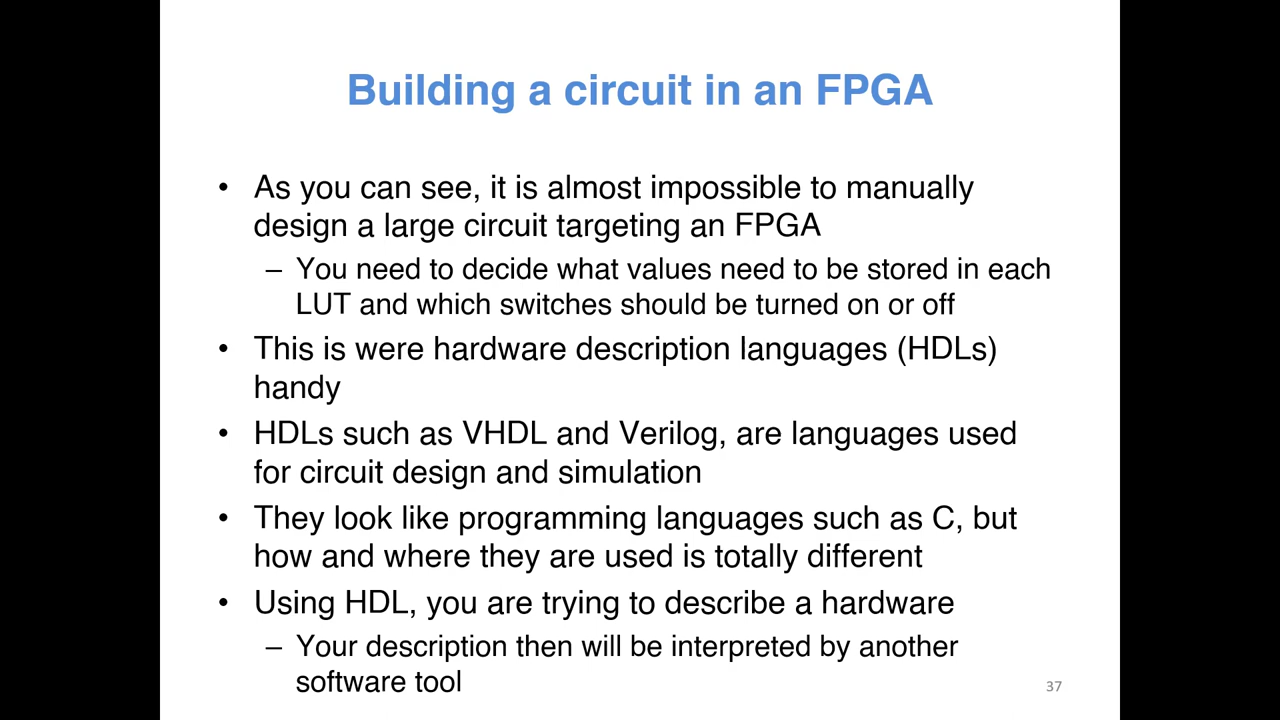 Building a circuit in an FPGA
• As you can see, it is almost impossible to manually
design a large circuit targeting an FPGA
– You need to decide what values need to be stored in each
LUT and which switches should be turned on or off
• This is were hardware description languages (HDLs)
handy
• HDLs such as VHDL and Verilog, are languages used
for circuit design and simulation
• They look like programming languages such as C, but
how and where they are used is totally different
• Using HDL, you are trying to describe a hardware
– Your description then will be interpreted by another
software tool
37